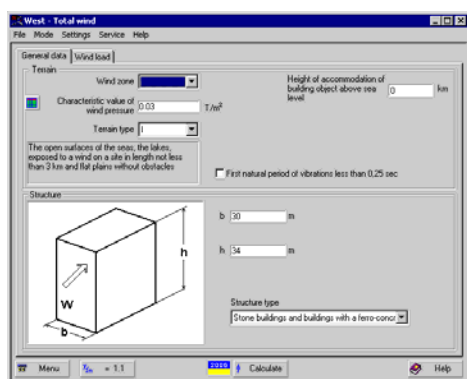 West - Total wind
File Mode Settings Service Help
General data Wind load
Terrain
Wind zone
Characteristic value of
wind pressure 0.03 T/m²
Terrain type I
The open surfaces of the seas, the lakes,
exposed to a wind on a site in length not less
than 3 km and flat plains without obstacles
Height of accommodation of
building object above sea
level 0 km
First natural period of vibrations less than 0,25 sec
Structure
h
W
b
b 30 m
h 34 m
Structure type
Stone buildings and buildings with a ferro-concr
Menu = 1.1 Calculate Help